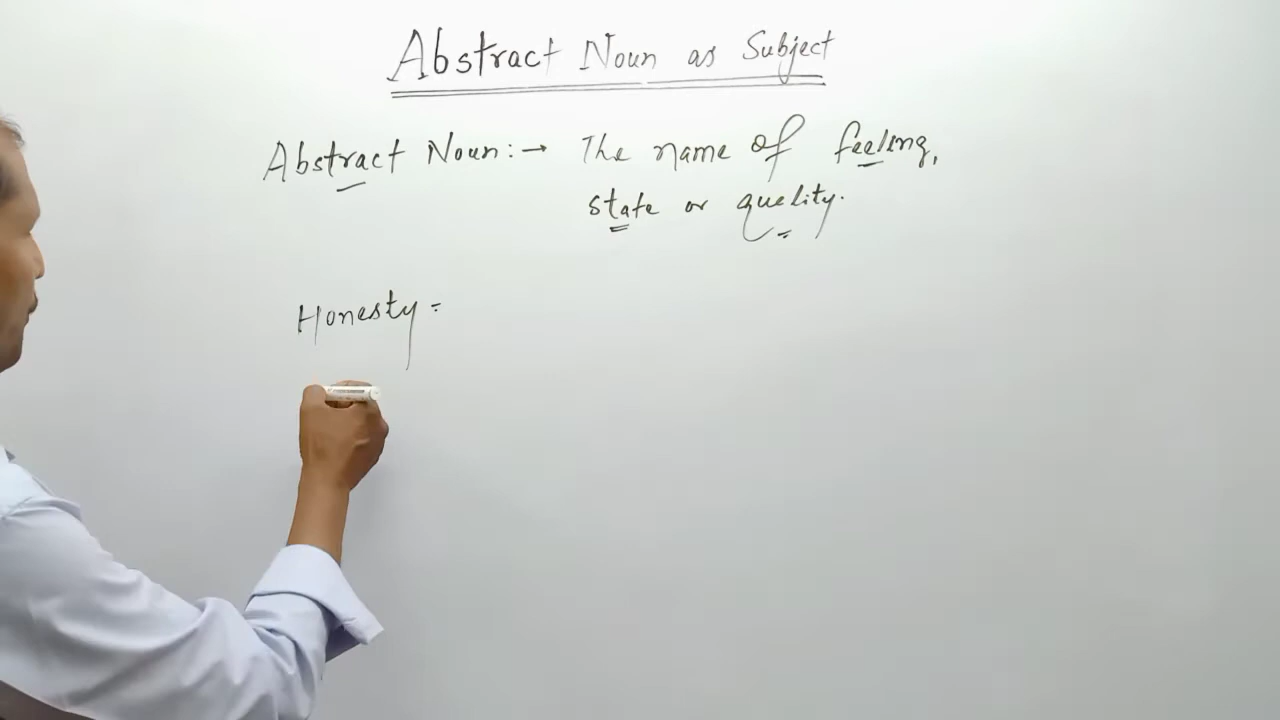 Abstract Noun as Subject
Abstract Noun :→ The name of feeling,
state or quality.
Honesty =